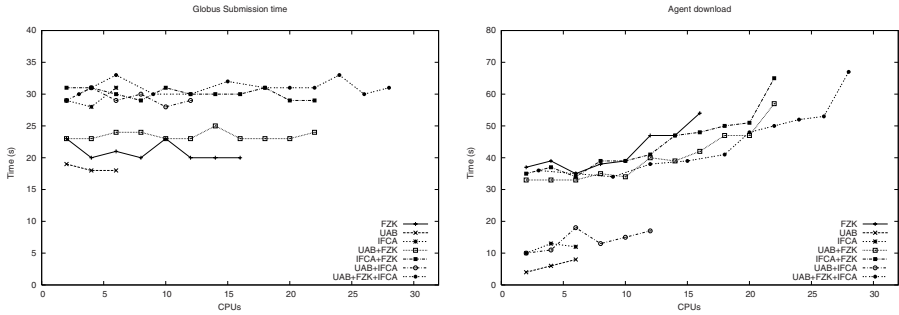 Globus Submission time
40
35
30
25
20
15
10
5
0
Time (s)
0 5 10 15 20 25 30
CPUs
FZK
UAB
IFCA
UAB+FZK
IFCA+FZK
UAB+IFCA
UAB+FZK+IFCA
Agent download
80
70
60
50
40
30
20
10
0
Time (s)
0 5 10 15 20 25 30
CPUs
FZK
UAB
IFCA
UAB+FZK
IFCA+FZK
UAB+IFCA
UAB+FZK+IFCA